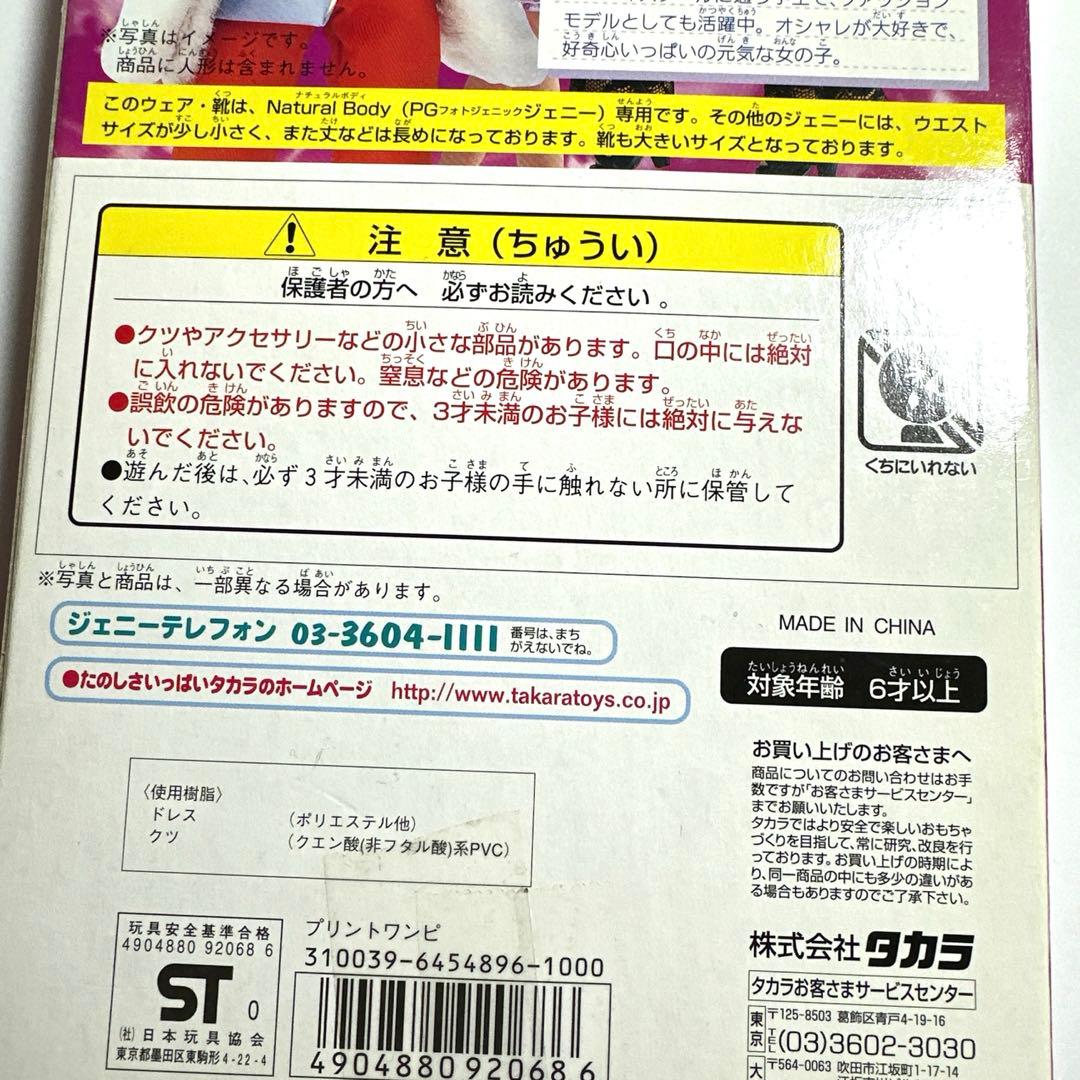 モデルとしても活躍中。オシャレが大好きで、
好奇心いっぱいの元気な女の子。
※写真はイメージです。
商品に人形は含まれません。
このウェア・靴は、Natural Body（PGフォトジェニックジェニー）専用です。その他のジェニーには、ウエスト
サイズが少し小さく、また丈などは長めになっております。靴も大きいサイズとなっております。
注 意（ちゅうい）
保護者の方へ 必ずお読みください。
●クツやアクセサリーなどの小さな部品があります。口の中には絶対
に入れないでください。窒息などの危険があります。
●誤飲の危険がありますので、3才未満のお子様には絶対に与えな
いでください。
●遊んだ後は、必ず3才未満のお子様の手に触れない所に保管して
ください。
くちにいれない
※写真と商品は、一部異なる場合があります。
ジェニーテレフォン 03-3604-1111 番号は、まち
がえないでね。
●たのしさいっぱいタカラのホームページ http://www.takaratoys.co.jp
MADE IN CHINA
対象年齢 6才以上
〈使用樹脂〉
ドレス （ポリエステル他）
クツ （クエン酸(非フタル酸)系PVC）
お買い上げのお客さまへ
商品についてのお問い合わせはお手
数ですが「お客さまサービスセンター」
までお願いいたします。
タカラではより安全で楽しいおもちゃ
づくりを目指して、常に研究、改良を行
っております。お買い上げの時期によ
り、同一商品の中にも多少の違いがあ
る場合もありますのでご了承下さい。
玩具安全基準合格
4904880 92068 6
ST 0
(社)日本玩具協会
東京都墨田区東駒形4-22-4
プリントワンピ
310039-6454896-1000
4904880920686
株式会社 タカラ
タカラお客さまサービスセンター
東京 〒125-8503 葛飾区青戸4-19-16
TEL (03)3602-3030
大 〒564-0063 吹田市江坂町1-17-14